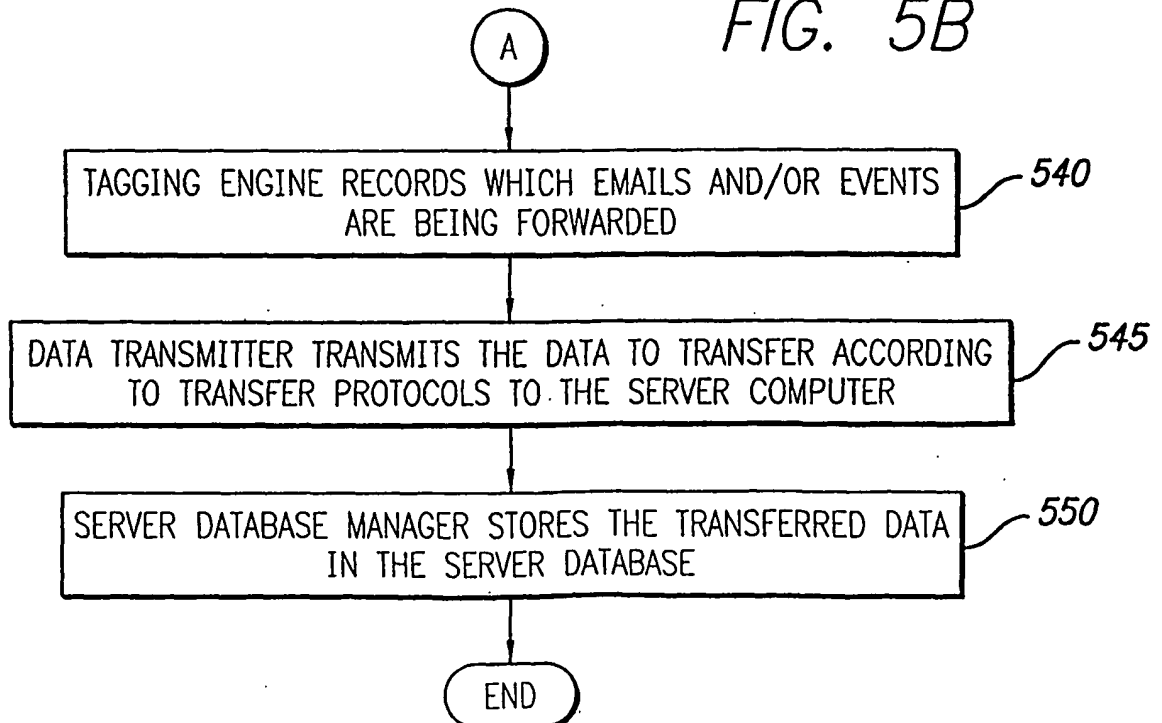 FIG. 5B
A
TAGGING ENGINE RECORDS WHICH EMAILS AND/OR EVENTS
ARE BEING FORWARDED
540
DATA TRANSMITTER TRANSMITS THE DATA TO TRANSFER ACCORDING
TO TRANSFER PROTOCOLS TO THE SERVER COMPUTER
545
SERVER DATABASE MANAGER STORES THE TRANSFERRED DATA
IN THE SERVER DATABASE
550
END